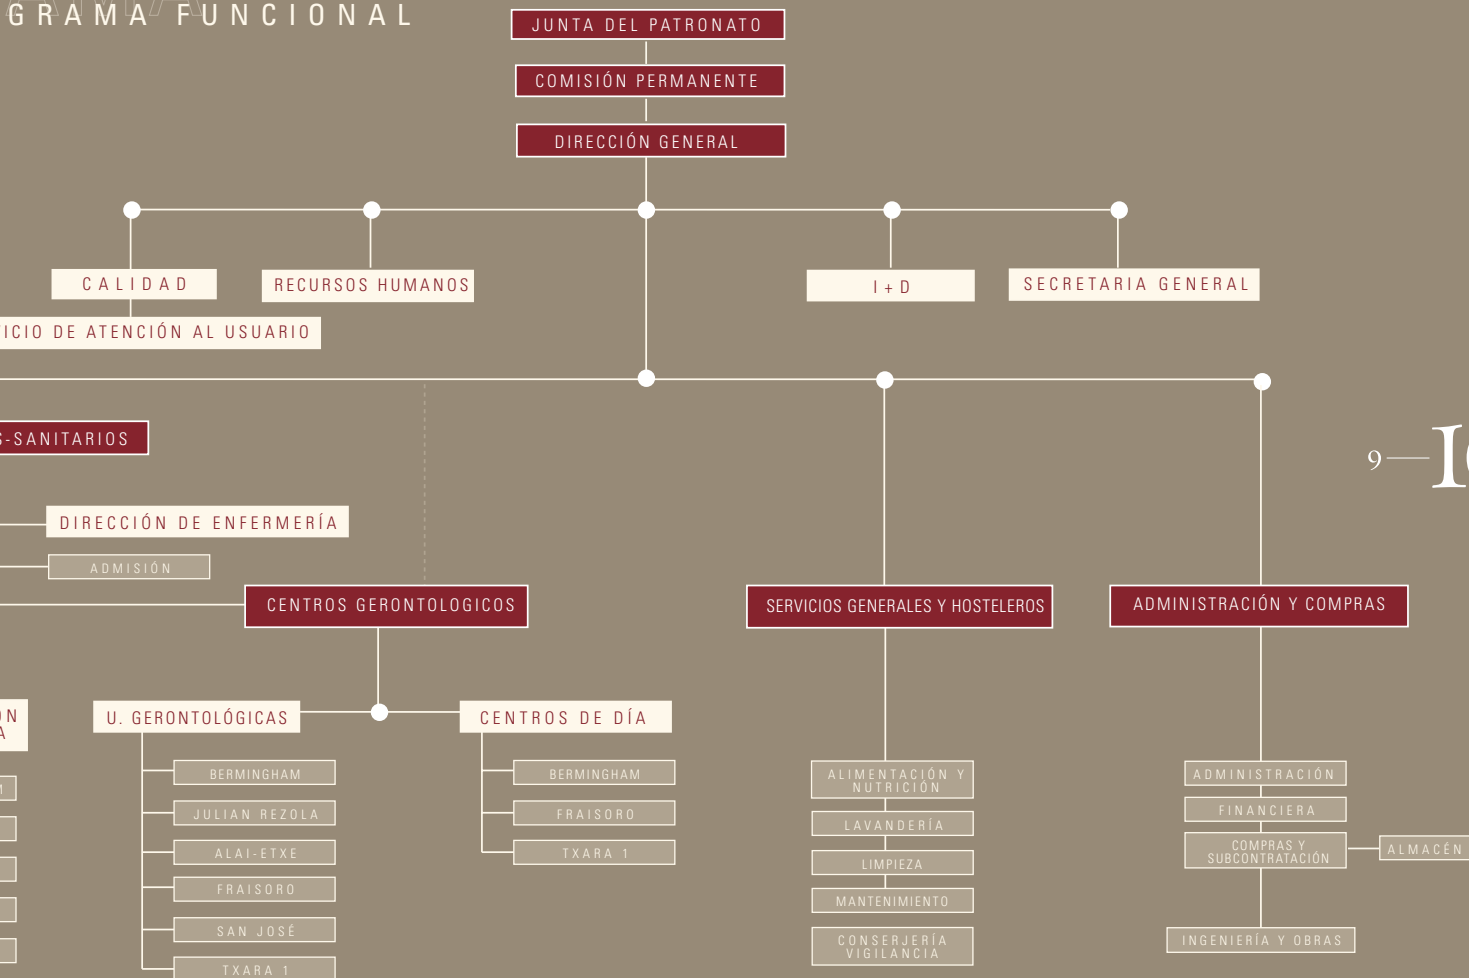 GRAMA FUNCIONAL
JUNTA DEL PATRONATO
COMISIÓN PERMANENTE
DIRECCIÓN GENERAL
CALIDAD
RECURSOS HUMANOS
I+D
SECRETARIA GENERAL
ICIO DE ATENCIÓN AL USUARIO
S-SANITARIOS
9—10
DIRECCIÓN DE ENFERMERÍA
ADMISIÓN
CENTROS GERONTOLOGICOS
SERVICIOS GENERALES Y HOSTELEROS
ADMINISTRACIÓN Y COMPRAS
U. GERONTOLÓGICAS
BERMINGHAM
JULIAN REZOLA
ALAI-ETXE
FRAISORO
SAN JOSÉ
TXARA 1
CENTROS DE DÍA
BERMINGHAM
FRAISORO
TXARA 1
ALIMENTACIÓN Y
NUTRICIÓN
LAVANDERÍA
LIMPIEZA
MANTENIMIENTO
CONSERJERÍA
VIGILANCIA
ADMINISTRACIÓN
FINANCIERA
COMPRAS Y
SUBCONTRATACIÓN
ALMACÉN
INGENIERÍA Y OBRAS